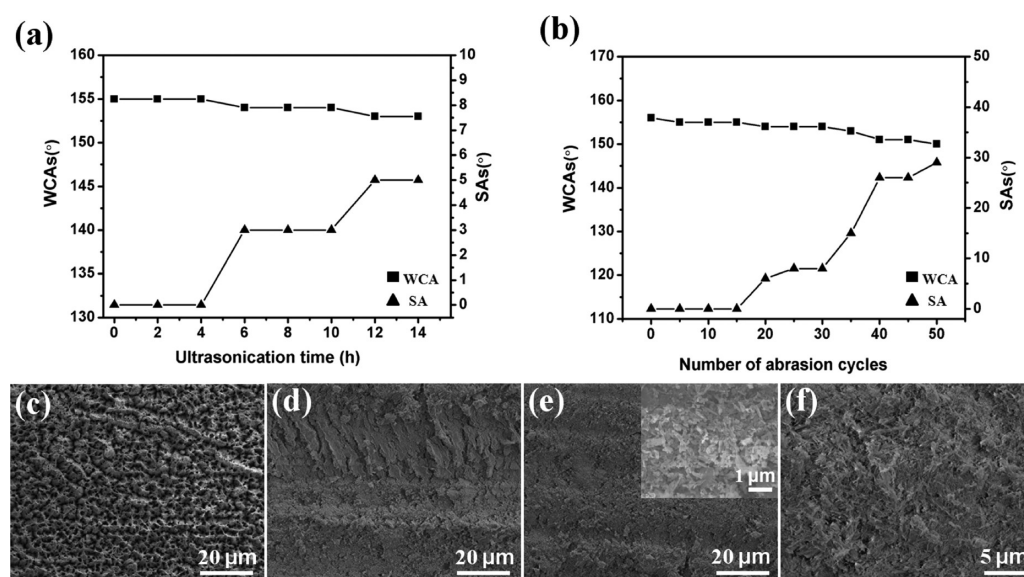 (a)
160
155
150
145
140
135
130
WCAs(°)
10
9
8
7
6
5
4
3
2
1
0
SAs(°)
WCA
SA
0 2 4 6 8 10 12 14
Ultrasonication time (h)
(b)
170
160
150
140
130
120
110
WCAs(°)
50
40
30
20
10
0
SAs(°)
WCA
SA
0 10 20 30 40 50
Number of abrasion cycles
(c)
20 μm
(d)
20 μm
(e)
1 μm
20 μm
(f)
5 μm